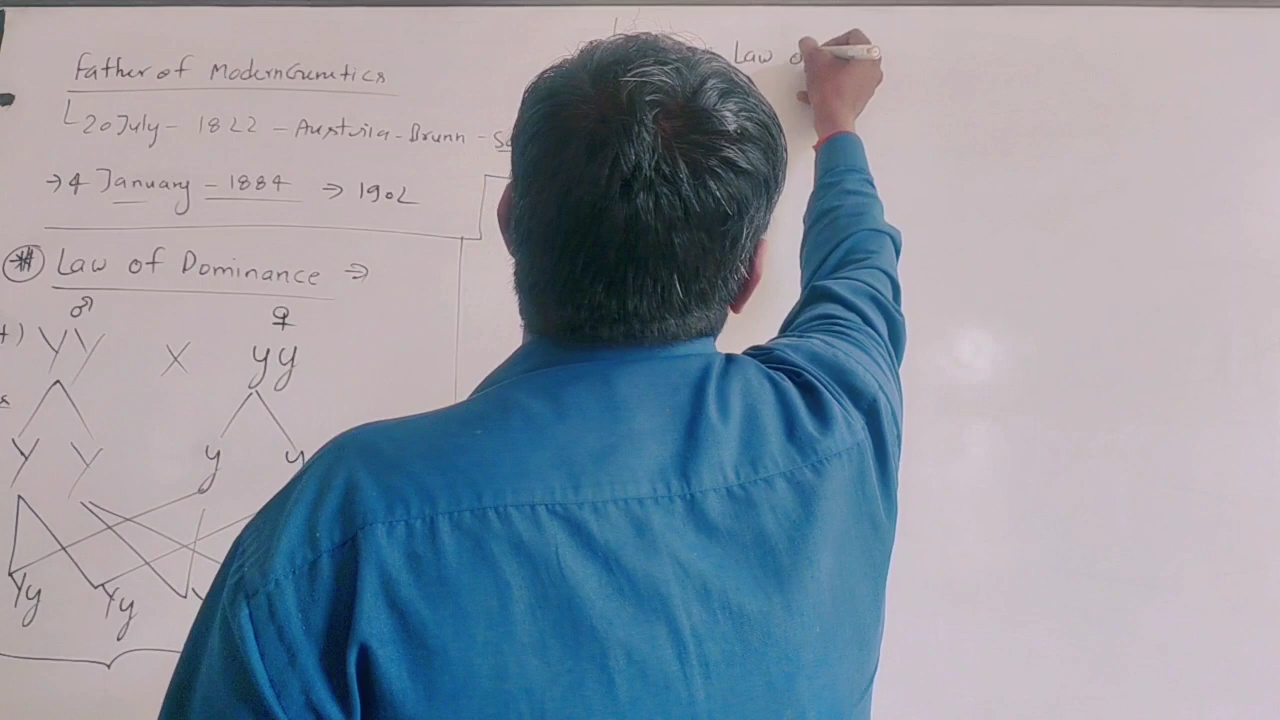 Father of Modern Genetics
20 July - 1822 - Austria - Brunn -
→ 4 January - 1884 ⇒ 1902
Law of Dominance ⇒
♂ ♀
YY X yy
Y Y y y
Yy Yy
Law o